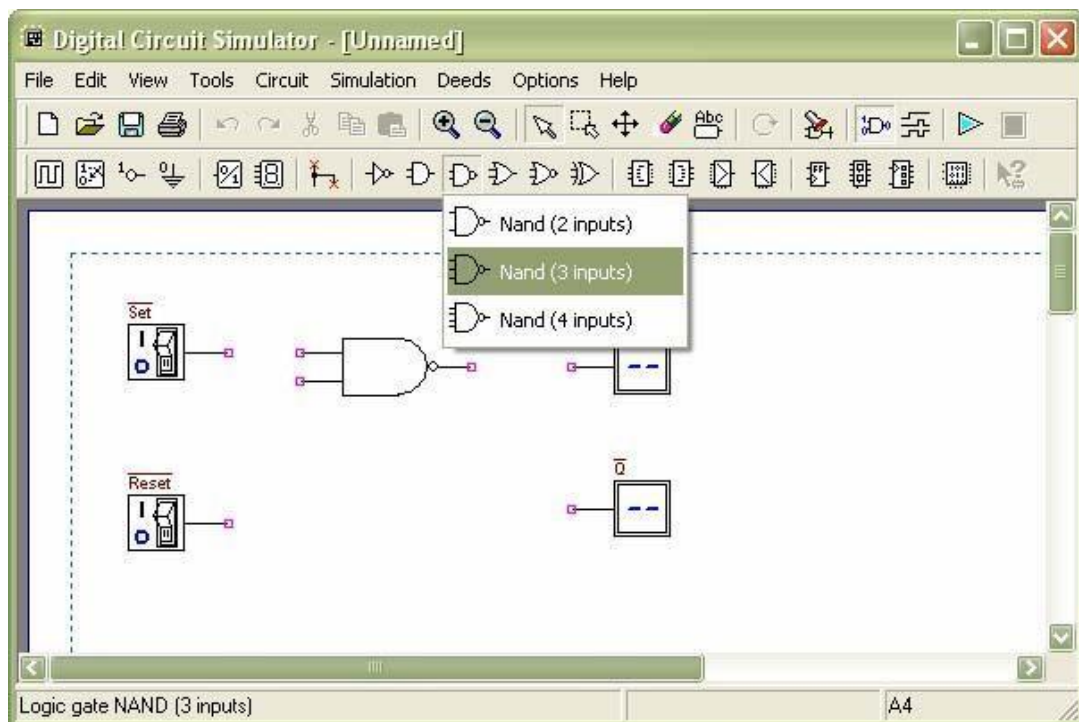 Digital Circuit Simulator - [Unnamed]
File Edit View Tools Circuit Simulation Deeds Options Help
Abc
Nand (2 inputs)
Nand (3 inputs)
Nand (4 inputs)
Set
I
O
Reset
I
O
Q
--
--
Logic gate NAND (3 inputs)
A4